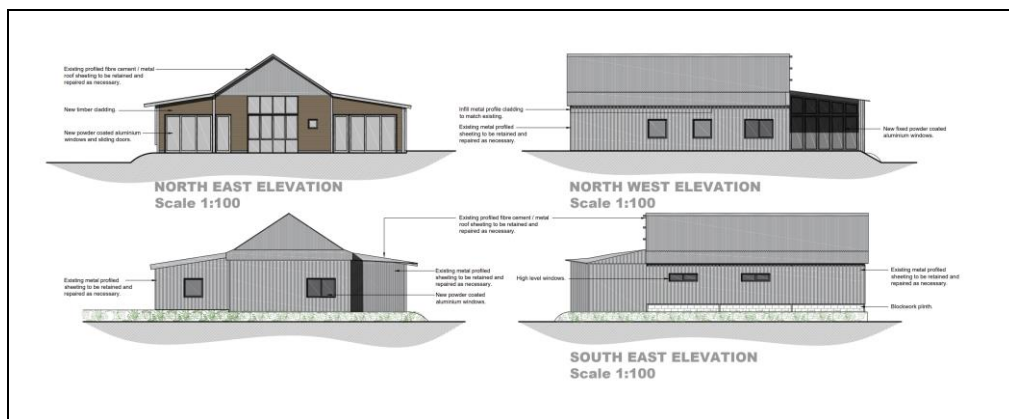 Existing profiled fibre cement / metal
roof sheeting to be retained and
repaired as necessary.
New timber cladding.
New powder coated aluminium
windows and sliding doors.
NORTH EAST ELEVATION
Scale 1:100
Infill metal profile cladding
to match existing.
Existing metal profiled
sheeting to be retained and
repaired as necessary.
New fixed powder coated
aluminium windows.
NORTH WEST ELEVATION
Scale 1:100
Existing profiled fibre cement / metal
roof sheeting to be retained and
repaired as necessary.
Existing metal profiled
sheeting to be retained and
repaired as necessary.
Existing metal profiled
sheeting to be retained and
repaired as necessary.
New powder coated
aluminium windows.
High level windows.
Existing metal profiled
sheeting to be retained and
repaired as necessary.
Blockwork plinth.
SOUTH EAST ELEVATION
Scale 1:100